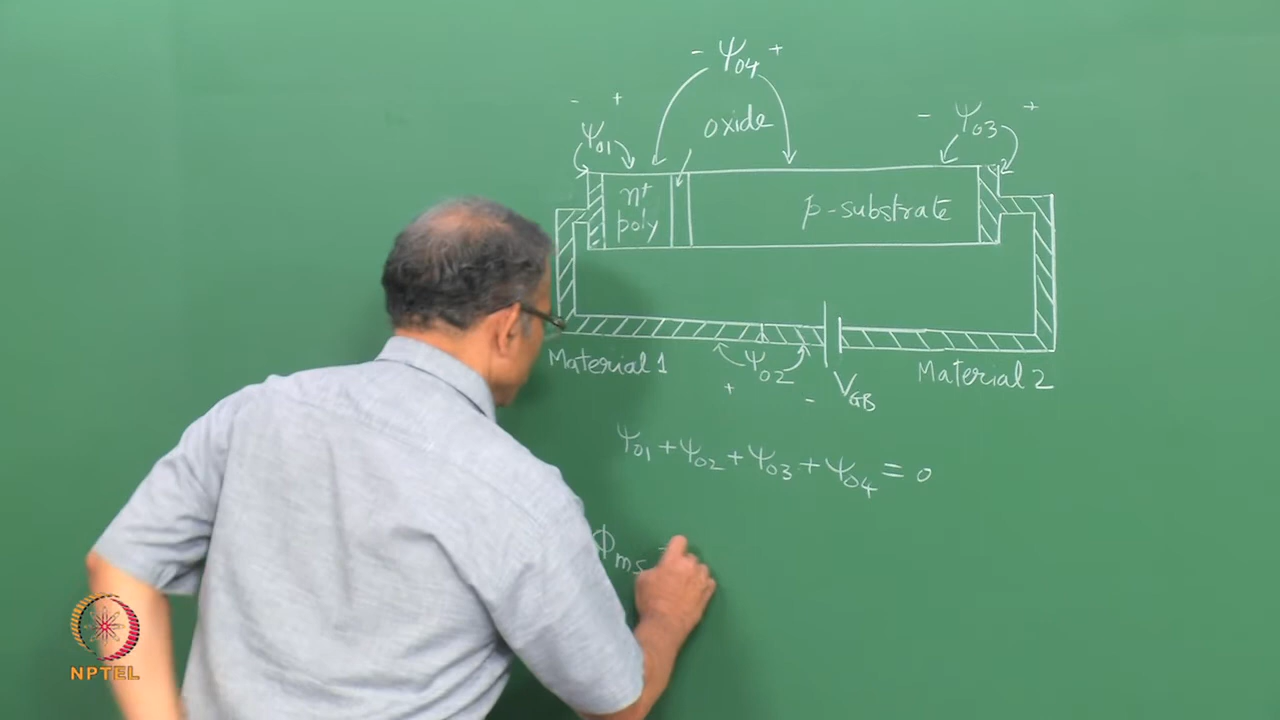 - Ψ04 +
- +
Ψ01
oxide
- Ψ03 +
n+
poly
p-substrate
Material 1
Ψ02
+ -
VGB
Material 2
Ψ01 + Ψ02 + Ψ03 + Ψ04 = 0
ϕms
NPTEL